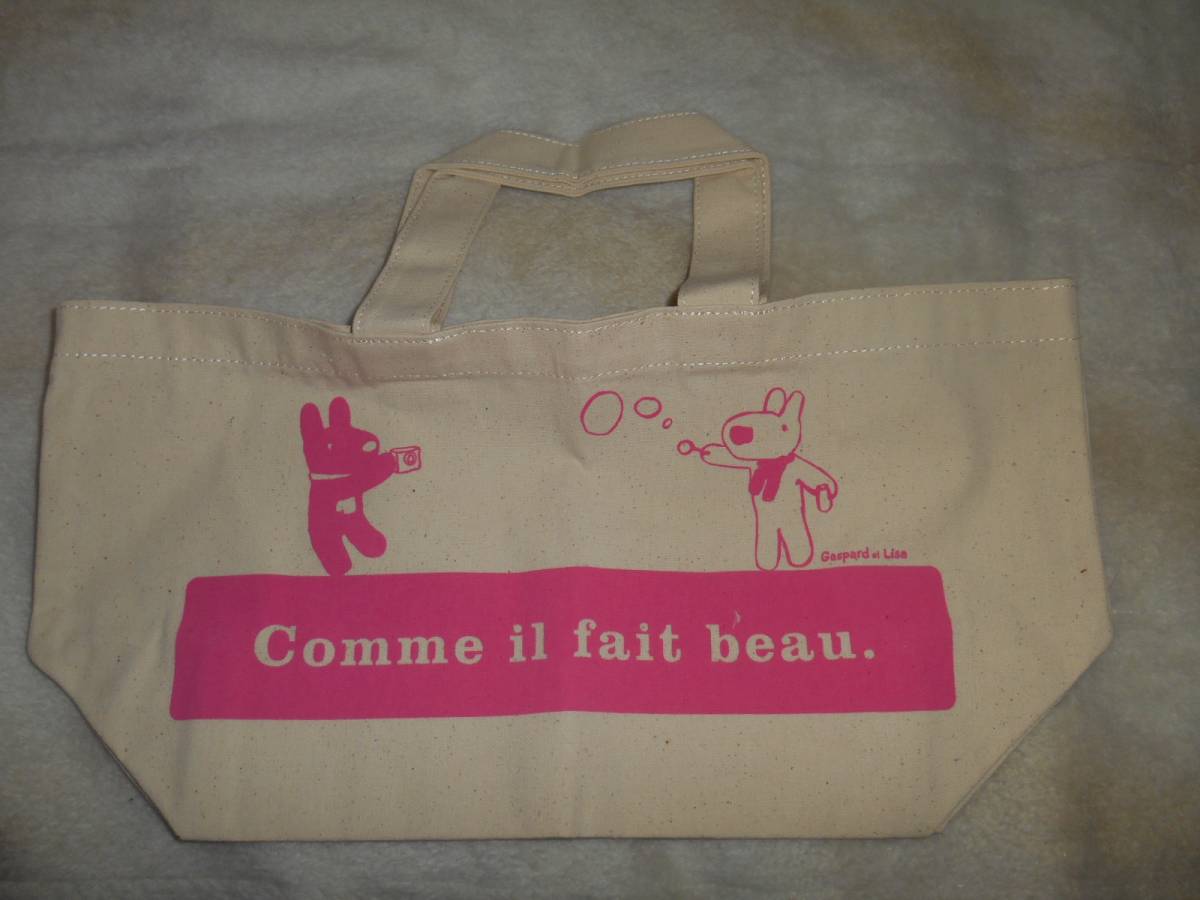 Gaspard et Lisa
Comme il fait beau.